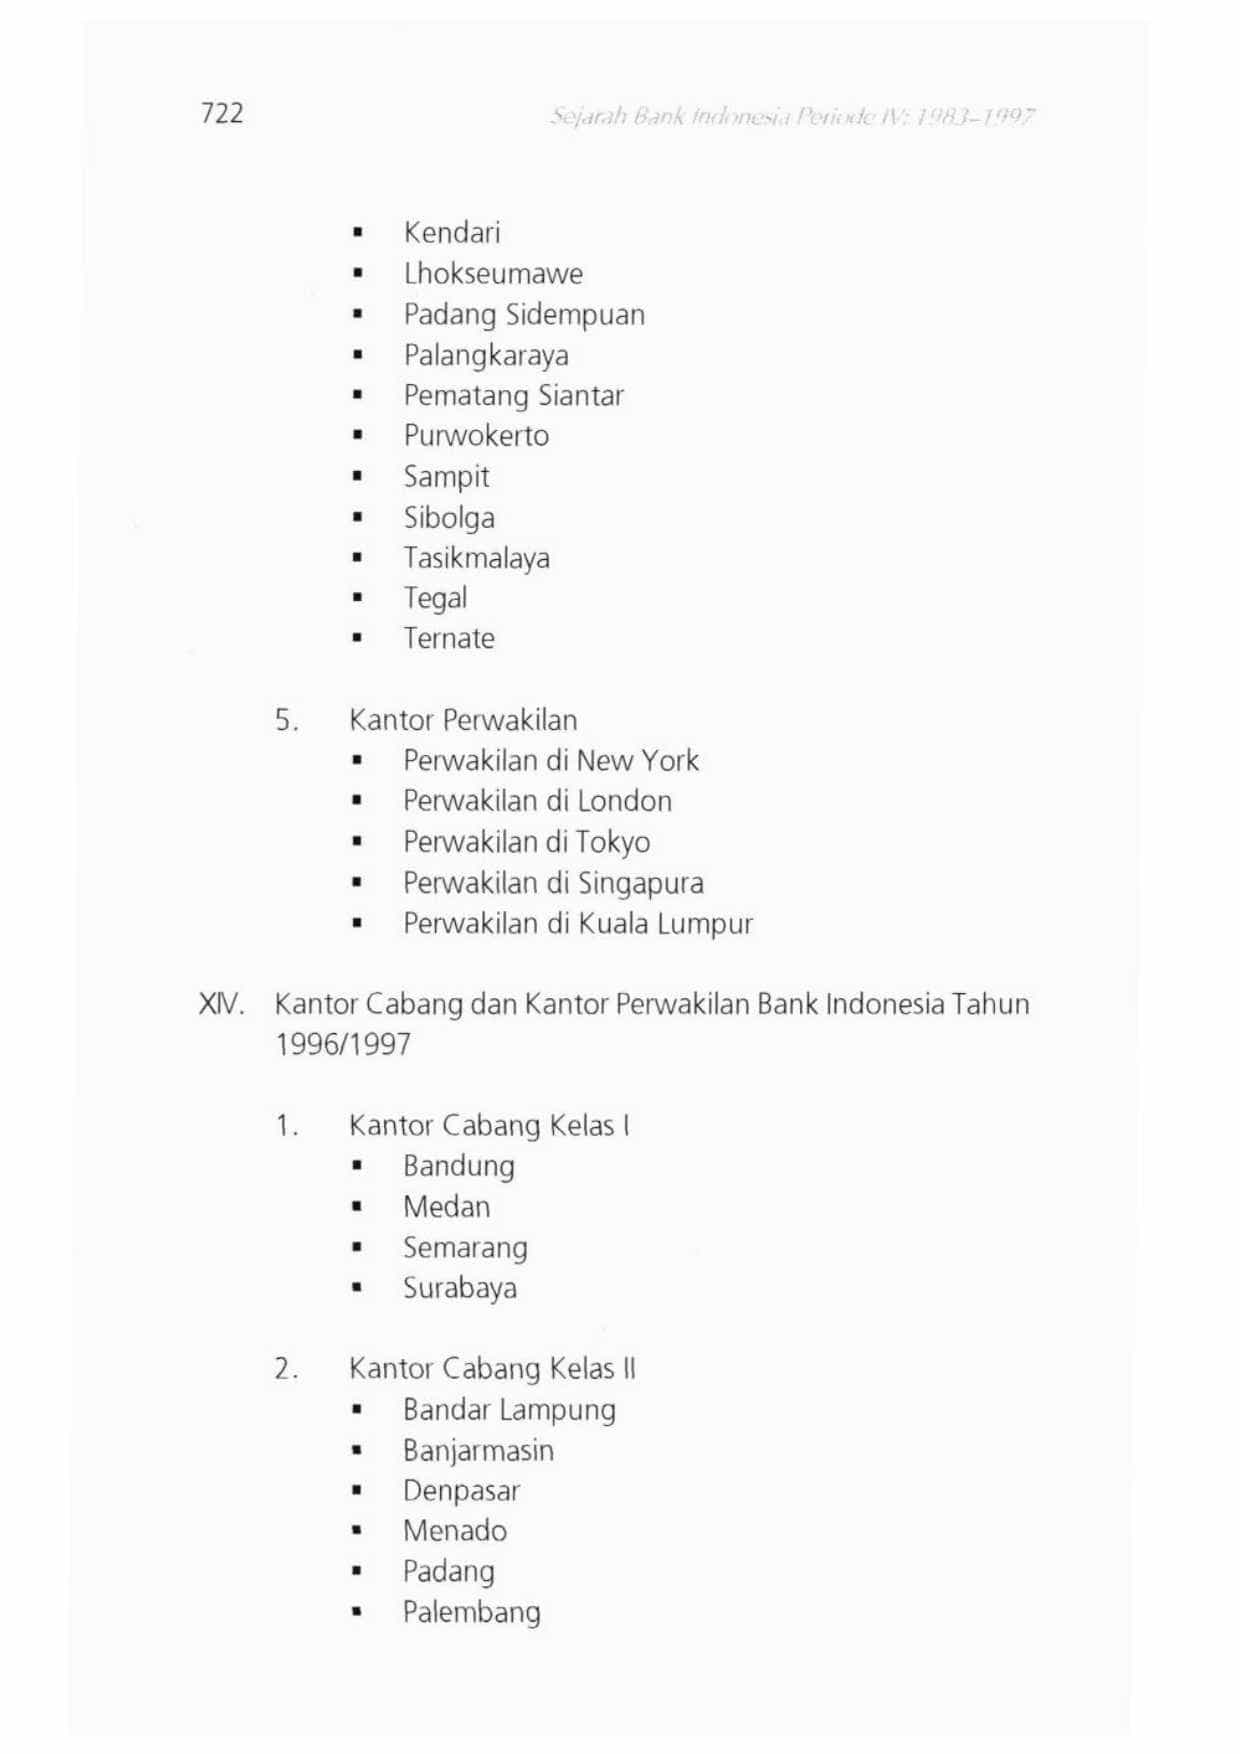 722
Sejarah Bank Indonesia Periode IV: 1983–1997
▪ Kendari
▪ Lhokseumawe
▪ Padang Sidempuan
▪ Palangkaraya
▪ Pematang Siantar
▪ Purwokerto
▪ Sampit
▪ Sibolga
▪ Tasikmalaya
▪ Tegal
▪ Ternate
5. Kantor Perwakilan
▪ Perwakilan di New York
▪ Perwakilan di London
▪ Perwakilan di Tokyo
▪ Perwakilan di Singapura
▪ Perwakilan di Kuala Lumpur
XIV. Kantor Cabang dan Kantor Perwakilan Bank Indonesia Tahun
1996/1997
1. Kantor Cabang Kelas I
▪ Bandung
▪ Medan
▪ Semarang
▪ Surabaya
2. Kantor Cabang Kelas II
▪ Bandar Lampung
▪ Banjarmasin
▪ Denpasar
▪ Menado
▪ Padang
▪ Palembang